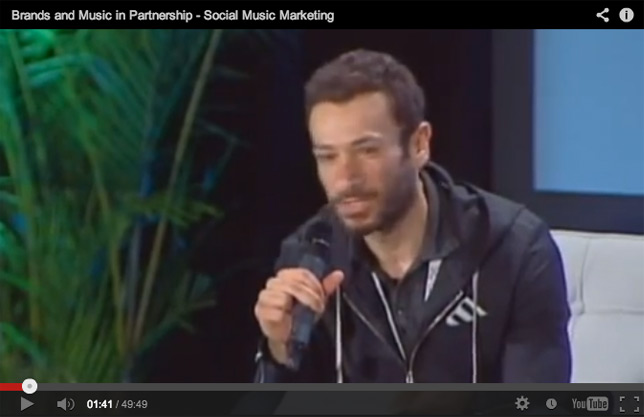 Brands and Music in Partnership - Social Music Marketing
01:41 / 49:49
YouTube